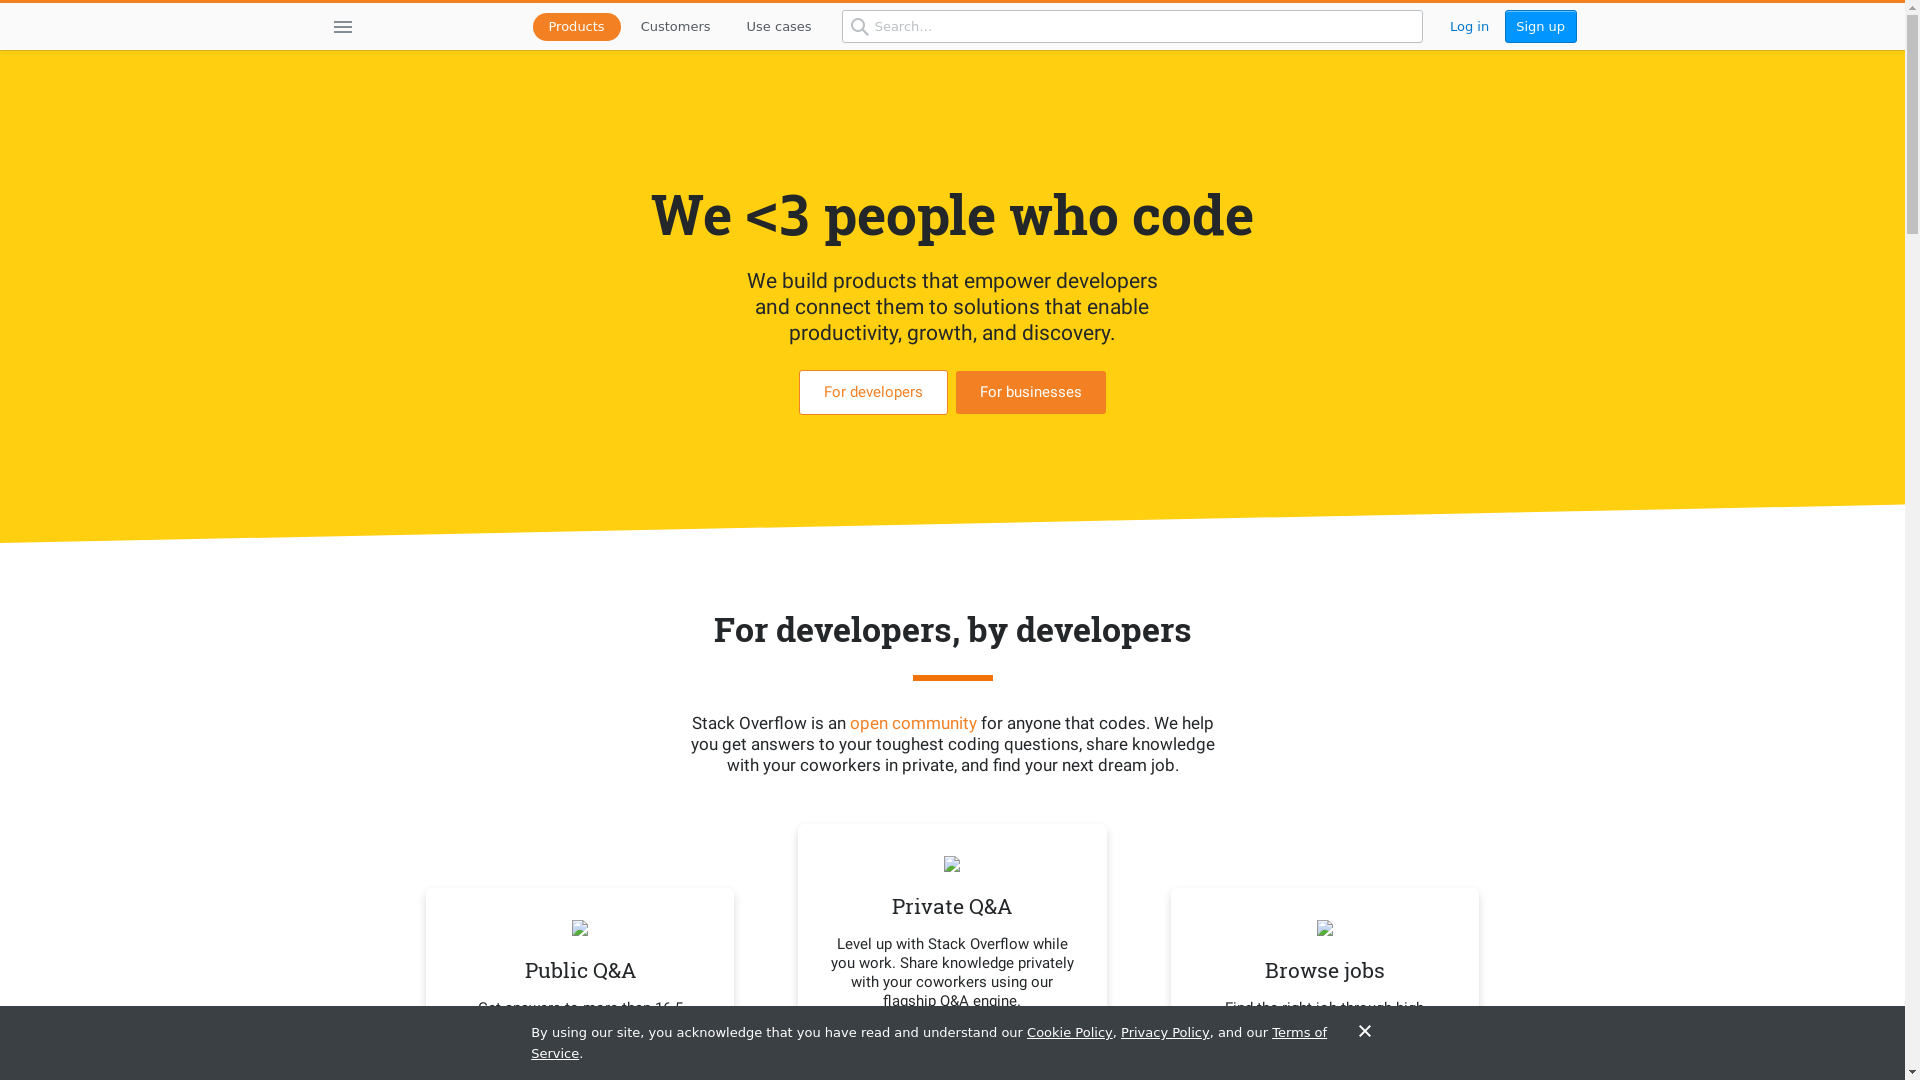 Products
Customers
Use cases
Search…
Log in
Sign up
We <3 people who code
We build products that empower developers
and connect them to solutions that enable
productivity, growth, and discovery.
For developers
For businesses
For developers, by developers
Stack Overflow is an open community for anyone that codes. We help
you get answers to your toughest coding questions, share knowledge
with your coworkers in private, and find your next dream job.
Public Q&A
Get answers to more than 16.5
Private Q&A
Level up with Stack Overflow while
you work. Share knowledge privately
with your coworkers using our
flagship Q&A engine.
Browse jobs
Find the right job through high
By using our site, you acknowledge that you have read and understand our Cookie Policy, Privacy Policy, and our Terms of
Service.